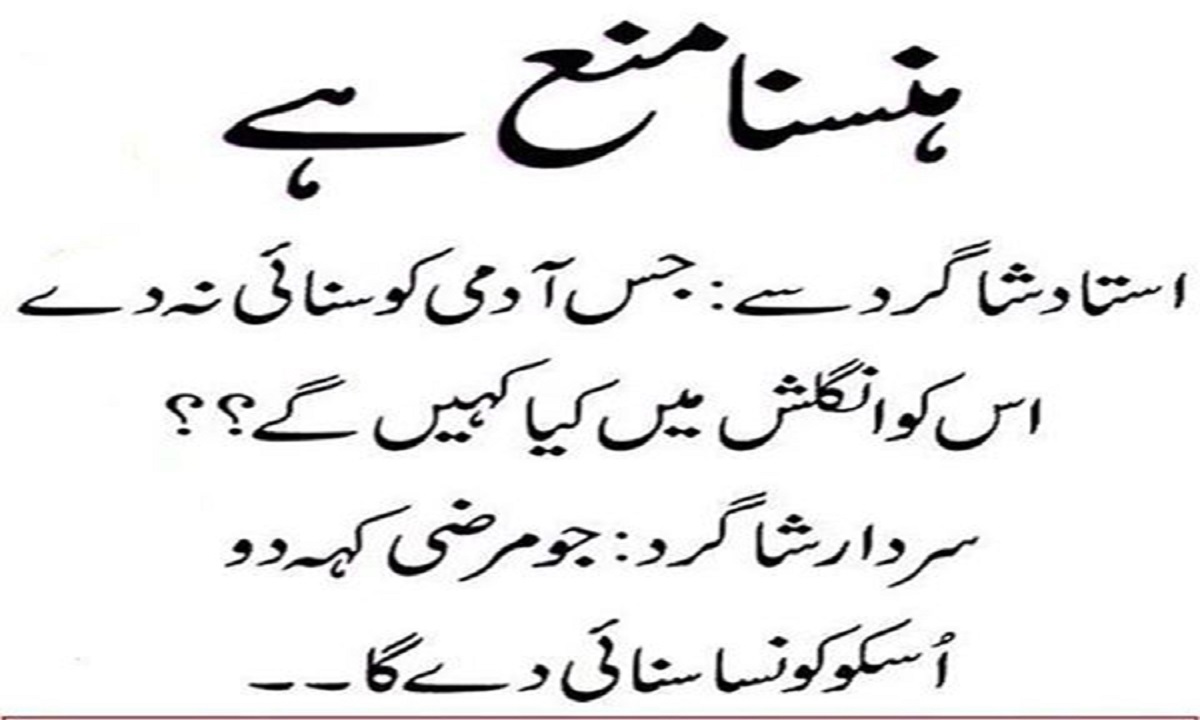 ہنسنا منع ہے
استاد شاگرد سے : جس آدمی کو سنائی نہ دے
اس کو انگلش میں کیا کہیں گے؟؟
سردار شاگرد: جو مرضی کہہ دو
اُسکو کونسا سنائی دے گا۔۔